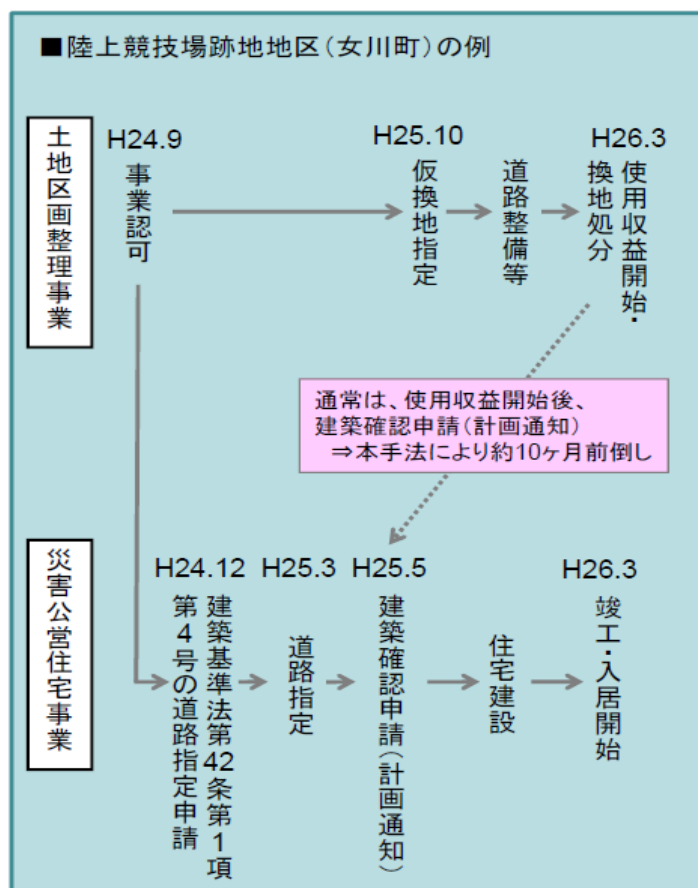 ■陸上競技場跡地地区(女川町)の例
土地区画整理事業
H24.9
事業認可
H25.10
仮換地指定
道路整備等
H26.3
使用収益開始・
換地処分
通常は、使用収益開始後、
建築確認申請(計画通知)
⇒本手法により約10ヶ月前倒し
災害公営住宅事業
H24.12
建築基準法第42条第1項
第4号の道路指定申請
H25.3
道路指定
H25.5
建築確認申請(計画通知)
住宅建設
H26.3
竣工・入居開始